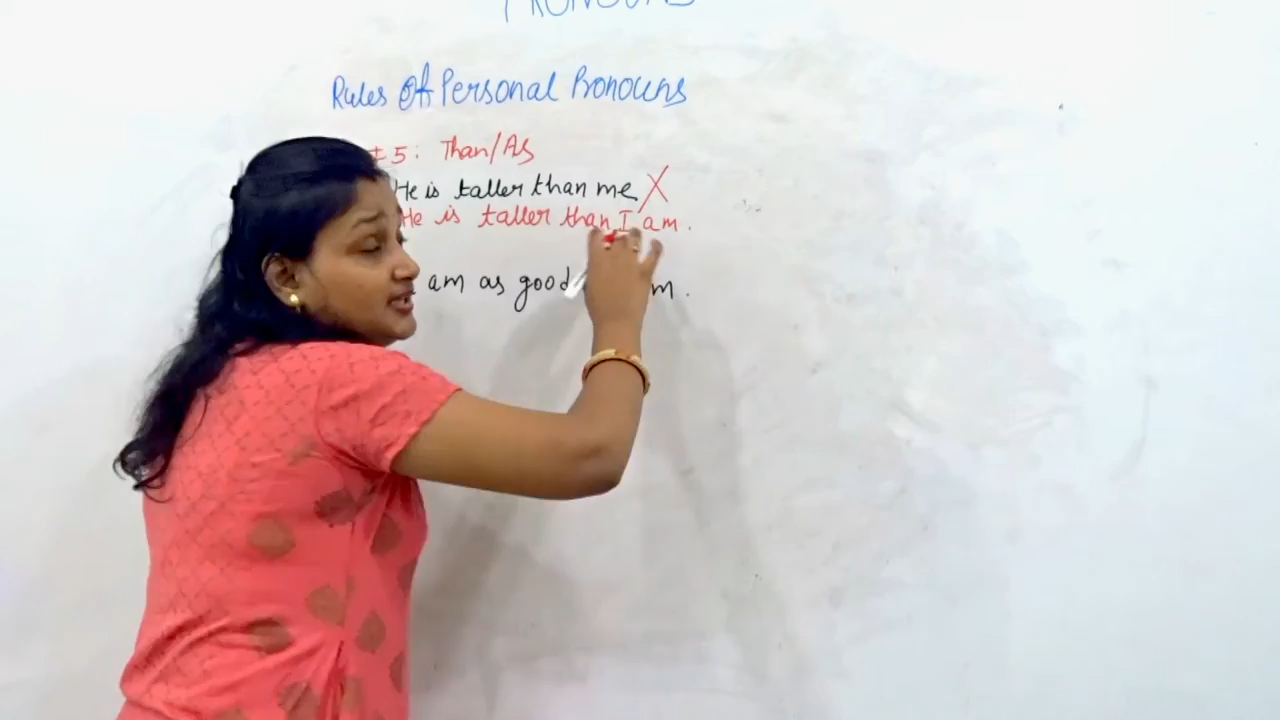 PRONOUNS
Rules Of Personal Pronouns
5: Than/As
He is taller than me X
He is taller than I am.
am as good